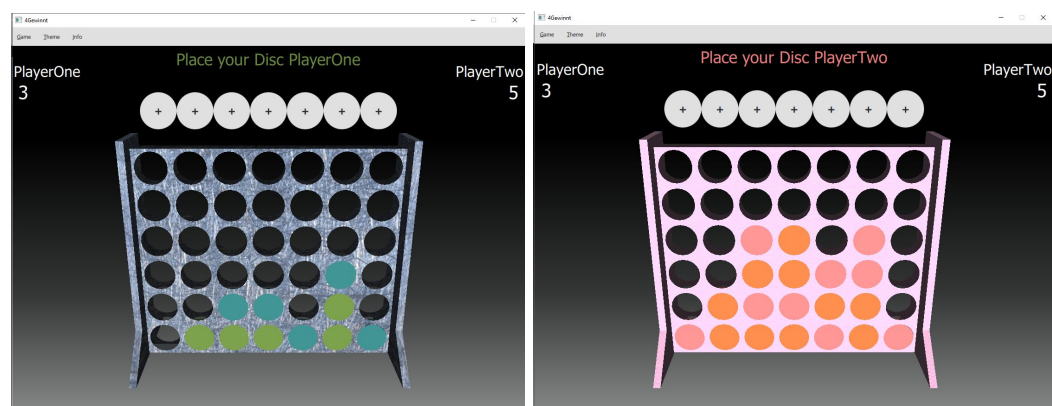 4Gewinnt
Game Theme Info
Place your Disc PlayerOne
PlayerOne
3
PlayerTwo
5
4Gewinnt
Game Theme Info
Place your Disc PlayerTwo
PlayerOne
3
PlayerTwo
5